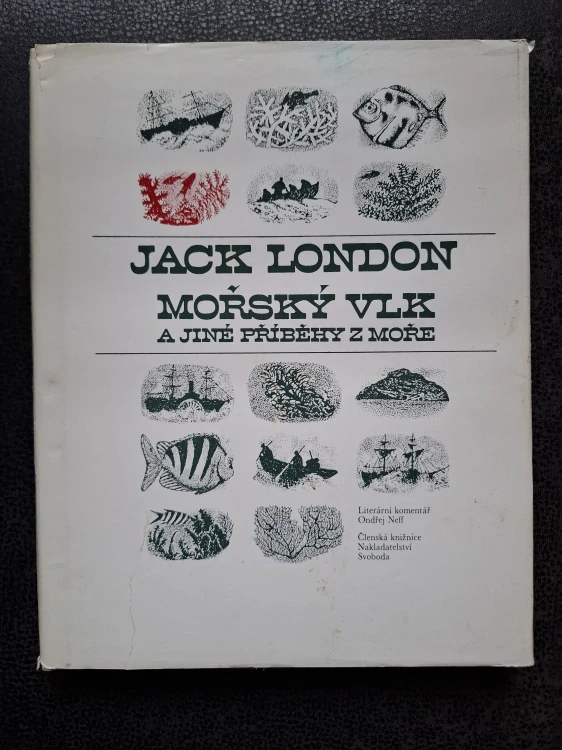 JACK LONDON
MOŘSKÝ VLK
A JINÉ PŘÍBĚHY Z MOŘE
Literární komentář
Ondřej Neff
Členská knižnice
Nakladatelství
Svoboda